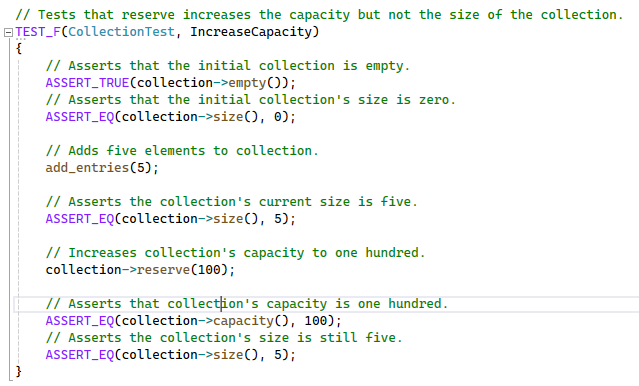 // Tests that reserve increases the capacity but not the size of the collection.
TEST_F(CollectionTest, IncreaseCapacity)
{
// Asserts that the initial collection is empty.
ASSERT_TRUE(collection->empty());
// Asserts that the initial collection's size is zero.
ASSERT_EQ(collection->size(), 0);
// Adds five elements to collection.
add_entries(5);
// Asserts the collection's current size is five.
ASSERT_EQ(collection->size(), 5);
// Increases collection's capacity to one hundred.
collection->reserve(100);
// Asserts that collection's capacity is one hundred.
ASSERT_EQ(collection->capacity(), 100);
// Asserts the collection's size is still five.
ASSERT_EQ(collection->size(), 5);
}